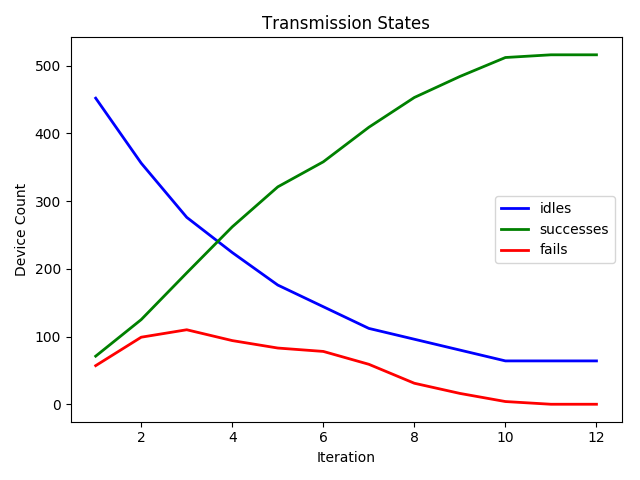 Transmission States
Device Count
500
400
300
200
100
0
idles
successes
fails
2 4 6 8 10 12
Iteration